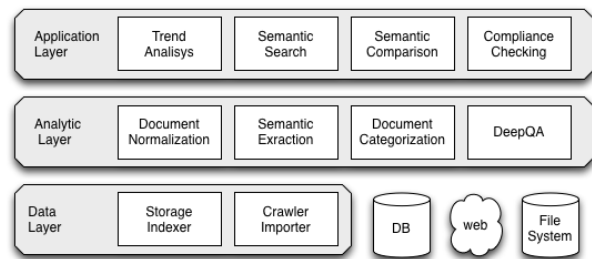 Application
Layer
Trend
Analisys
Semantic
Search
Semantic
Comparison
Compliance
Checking
Analytic
Layer
Document
Normalization
Semantic
Extraction
Document
Categorization
DeepQA
Data
Layer
Storage
Indexer
Crawler
Importer
DB
web
File
System